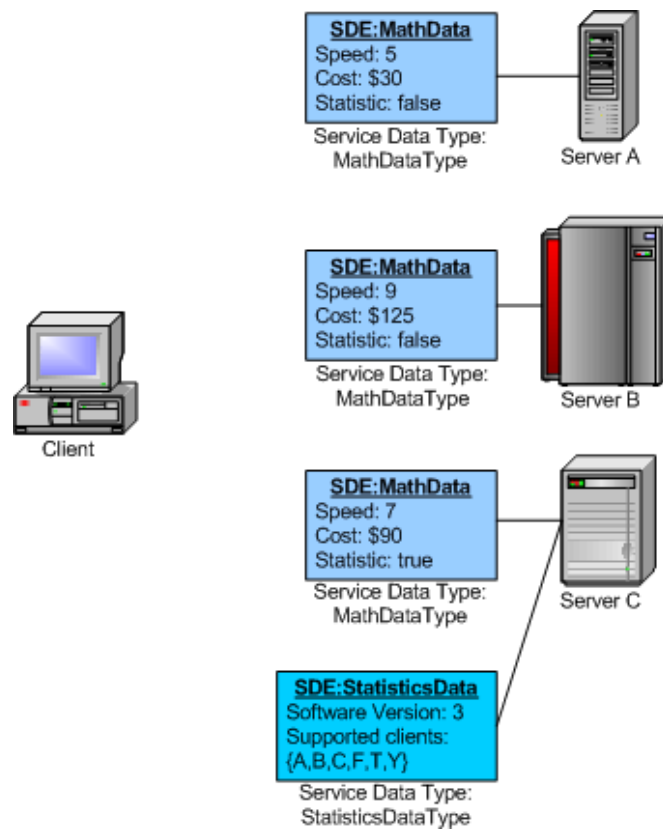 SDE:MathData
Speed: 5
Cost: $30
Statistic: false
Service Data Type:
MathDataType
Server A
SDE:MathData
Speed: 9
Cost: $125
Statistic: false
Service Data Type:
MathDataType
Server B
Client
SDE:MathData
Speed: 7
Cost: $90
Statistic: true
Service Data Type:
MathDataType
Server C
SDE:StatisticsData
Software Version: 3
Supported clients:
{A,B,C,F,T,Y}
Service Data Type:
StatisticsDataType